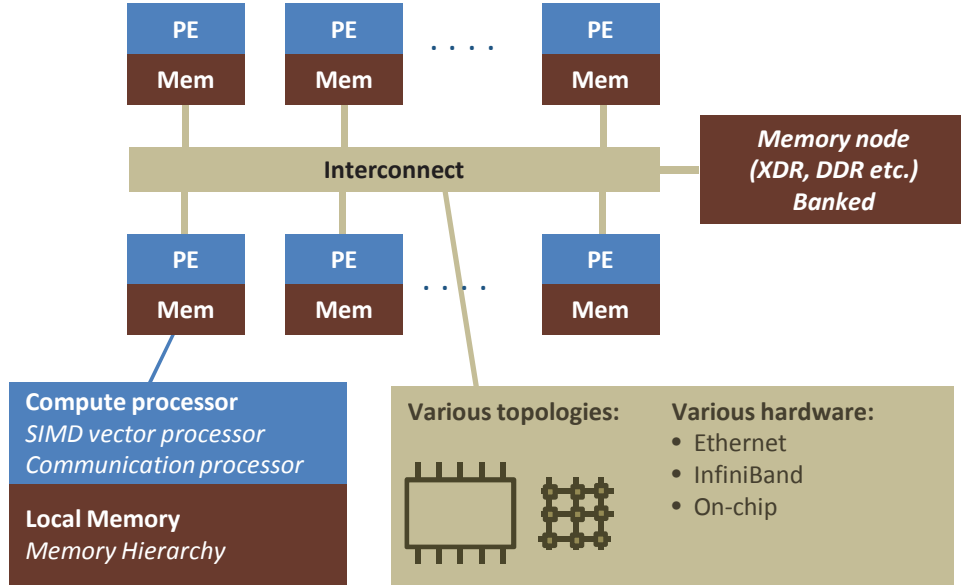 PE
PE
. . . .
PE
Mem
Mem
Mem
Interconnect
Memory node
(XDR, DDR etc.)
Banked
PE
PE
PE
Mem
Mem
. . . .
Mem
Compute processor
SIMD vector processor
Communication processor
Local Memory
Memory Hierarchy
Various topologies:
Various hardware:
• Ethernet
• InfiniBand
• On-chip